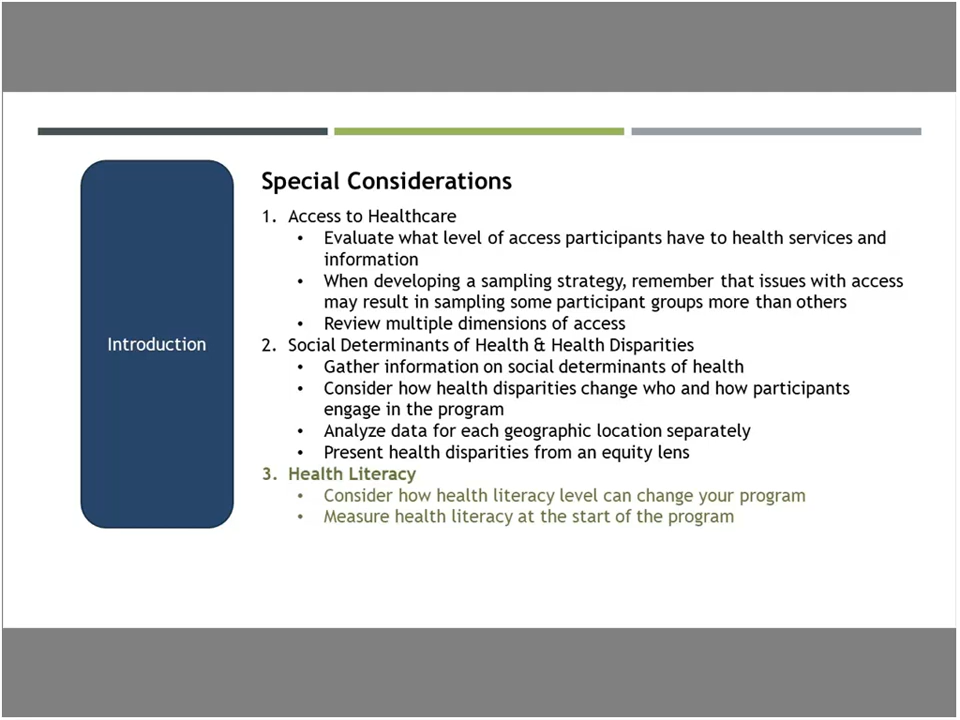 Introduction
Special Considerations
1. Access to Healthcare
• Evaluate what level of access participants have to health services and
information
• When developing a sampling strategy, remember that issues with access
may result in sampling some participant groups more than others
• Review multiple dimensions of access
2. Social Determinants of Health & Health Disparities
• Gather information on social determinants of health
• Consider how health disparities change who and how participants
engage in the program
• Analyze data for each geographic location separately
• Present health disparities from an equity lens
3. Health Literacy
• Consider how health literacy level can change your program
• Measure health literacy at the start of the program